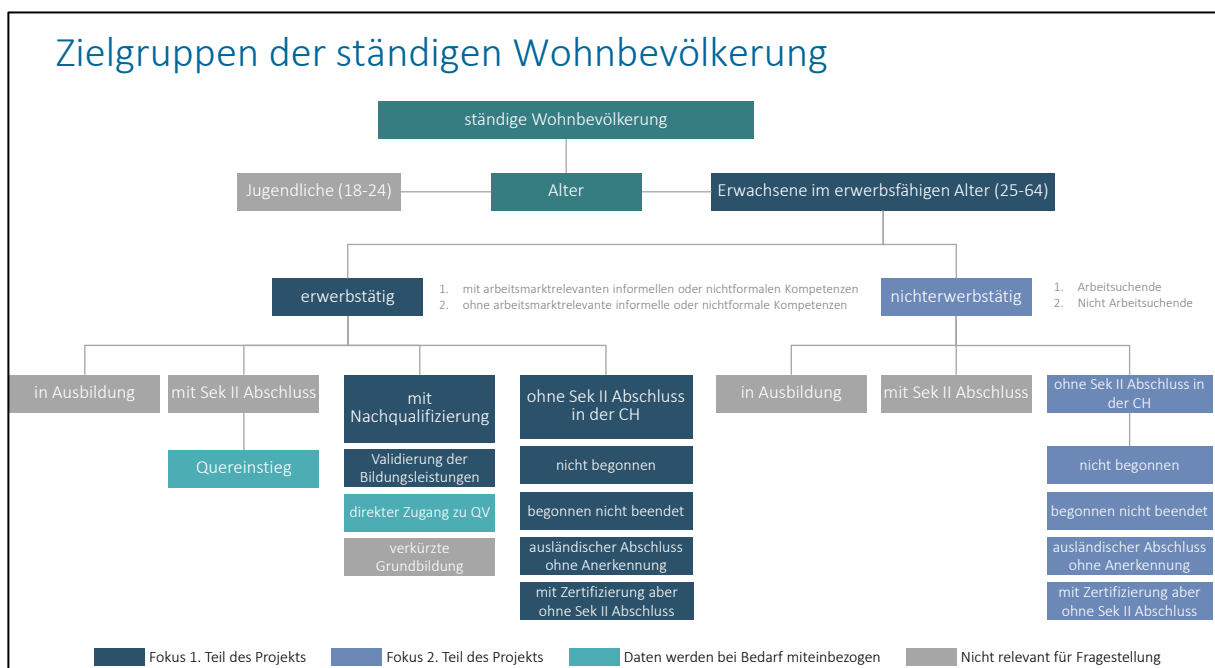 Zielgruppen der ständigen Wohnbevölkerung
ständige Wohnbevölkerung
Jugendliche (18-24)
Alter
Erwachsene im erwerbsfähigen Alter (25-64)
erwerbstätig
1. mit arbeitsmarktrelevanten informellen oder nichtformalen Kompetenzen
2. ohne arbeitsmarktrelevante informelle oder nichtformale Kompetenzen
nichterwerbstätig
1. Arbeitsuchende
2. Nicht Arbeitsuchende
in Ausbildung
mit Sek II Abschluss
mit
Nachqualifizierung
ohne Sek II Abschluss
in der CH
in Ausbildung
mit Sek II Abschluss
ohne Sek II Abschluss in
der CH
Quereinstieg
Validierung der
Bildungsleistungen
nicht begonnen
nicht begonnen
direkter Zugang zu QV
begonnen nicht beendet
begonnen nicht beendet
verkürzte
Grundbildung
ausländischer Abschluss
ohne Anerkennung
ausländischer Abschluss
ohne Anerkennung
mit Zertifizierung aber
ohne Sek II Abschluss
mit Zertifizierung aber
ohne Sek II Abschluss
Fokus 1. Teil des Projekts
Fokus 2. Teil des Projekts
Daten werden bei Bedarf miteinbezogen
Nicht relevant für Fragestellung